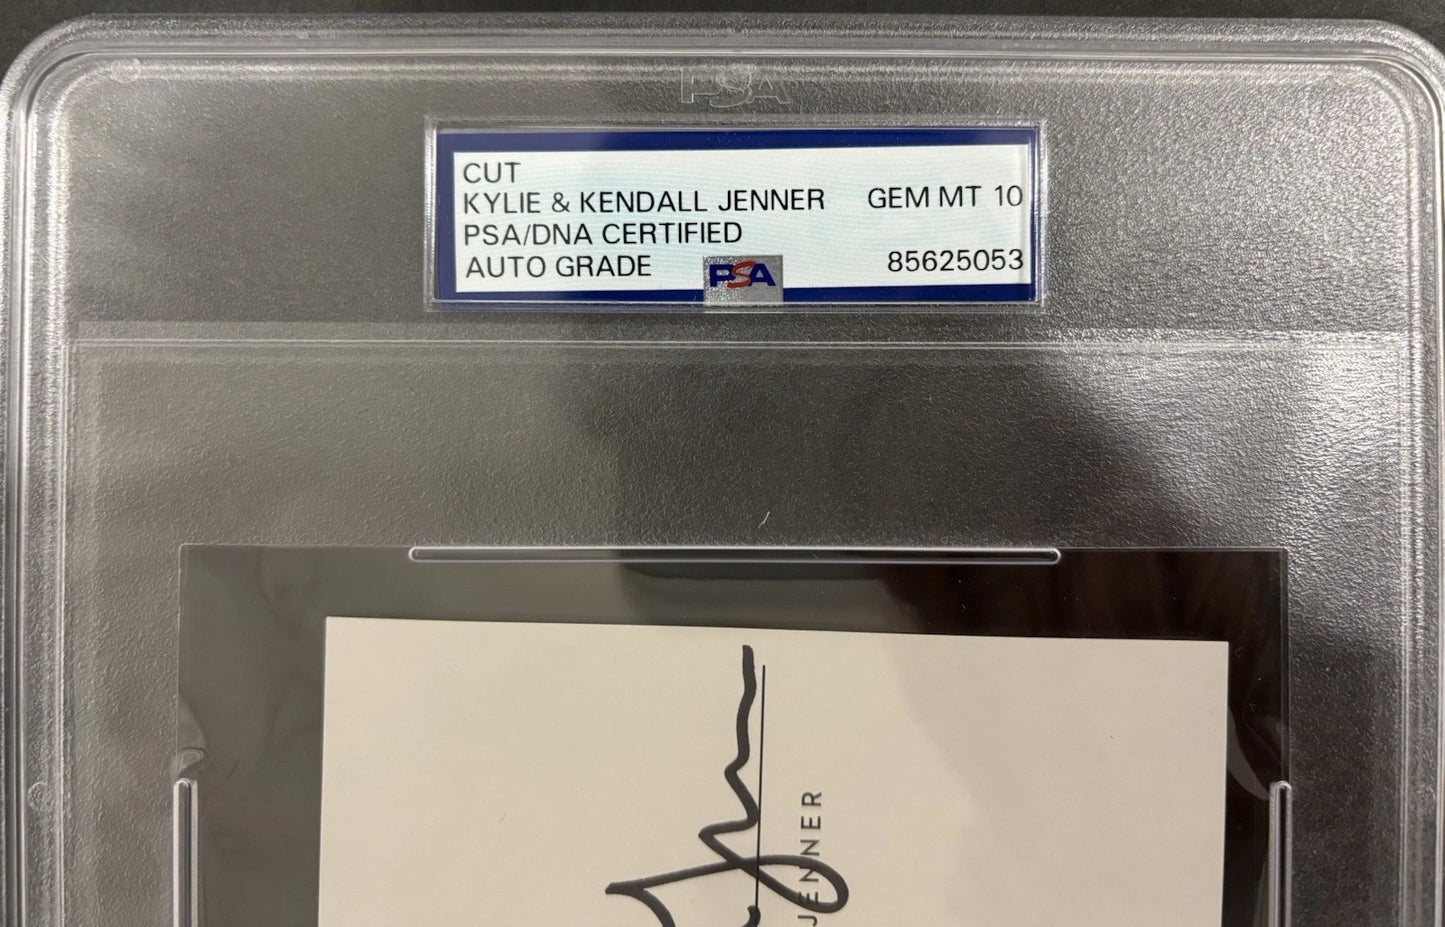 PSA
CUT
KYLIE & KENDALL JENNER GEM MT 10
PSA/DNA CERTIFIED
AUTO GRADE PSA 85625053
JENNER